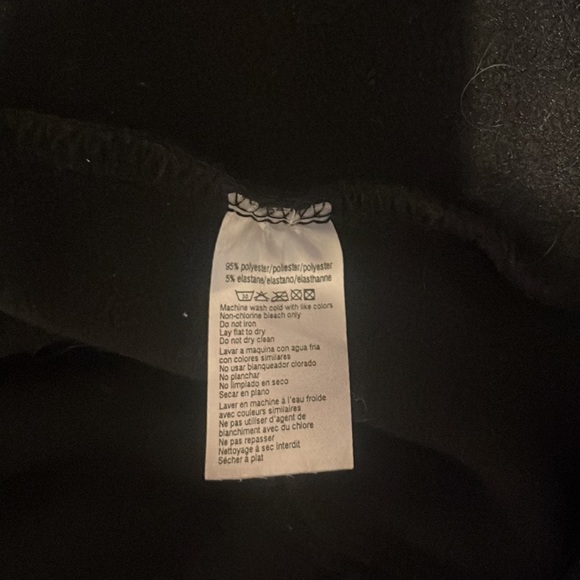 95% polyester/poliester/polyester
5% elastane/elastano/elasthanne
Machine wash cold with like colors
Non-chlorine bleach only
Do not iron
Lay flat to dry
Do not dry clean
Lavar a maquina con agua fria
con colores similares
No usar blanqueador clorado
No planchar
No limpiado en seco
Secar en plano
Laver en machine à l'eau froide
avec couleurs similaires
Ne pas utiliser d'agent de
blanchiment avec du chlore
Ne pas repasser
Nettoyage à sec interdit
Sécher à plat